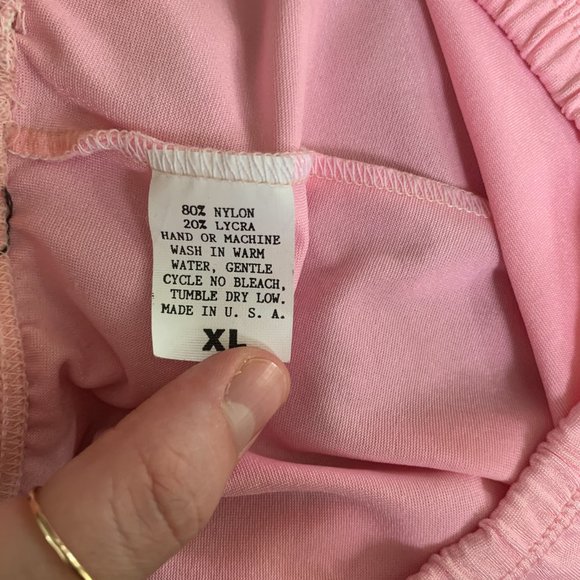 80% NYLON
20% LYCRA
HAND OR MACHINE
WASH IN WARM
WATER, GENTLE
CYCLE NO BLEACH,
TUMBLE DRY LOW.
MADE IN U. S. A.
XL